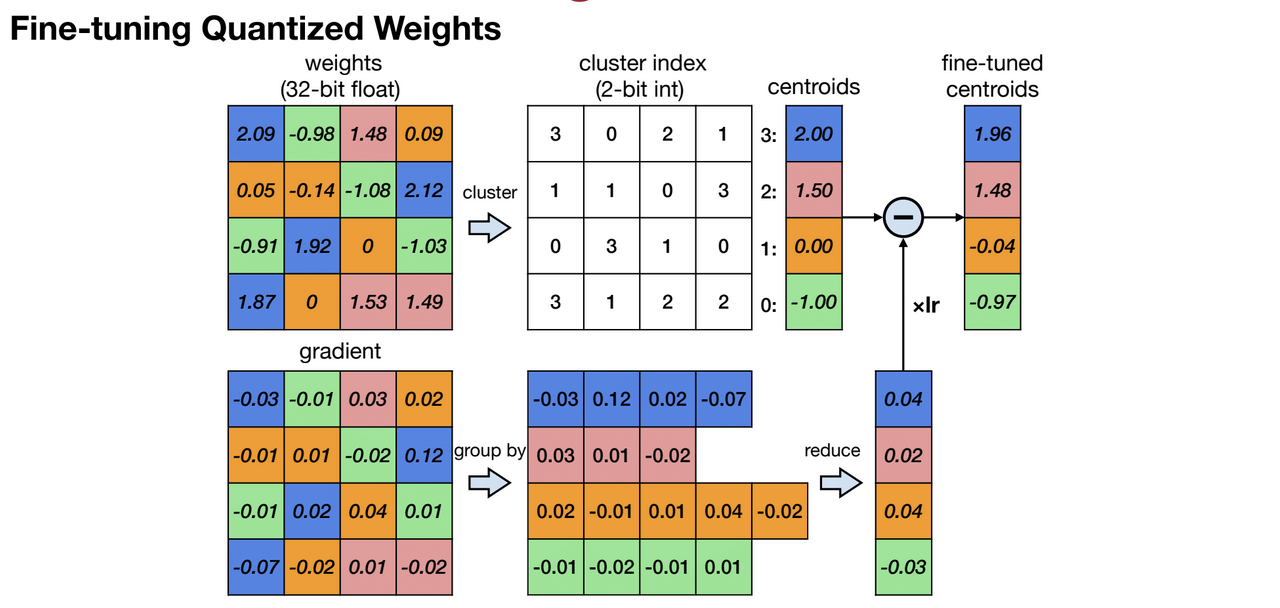 Fine-tuning Quantized Weights
weights
(32-bit float)
cluster index
(2-bit int)
centroids
fine-tuned
centroids
2.09 -0.98 1.48 0.09
3 0 2 1
3: 2.00
1.96
0.05 -0.14 -1.08 2.12
cluster
1 1 0 3
2: 1.50
1.48
-0.91 1.92 0 -1.03
0 3 1 0
1: 0.00
-0.04
1.87 0 1.53 1.49
3 1 2 2
0: -1.00
-0.97
−
×lr
gradient
-0.03 -0.01 0.03 0.02
-0.03 0.12 0.02 -0.07
0.04
-0.01 0.01 -0.02 0.12
group by
0.03 0.01 -0.02
reduce
0.02
-0.01 0.02 0.04 0.01
0.02 -0.01 0.01 0.04 -0.02
0.04
-0.07 -0.02 0.01 -0.02
-0.01 -0.02 -0.01 0.01
-0.03